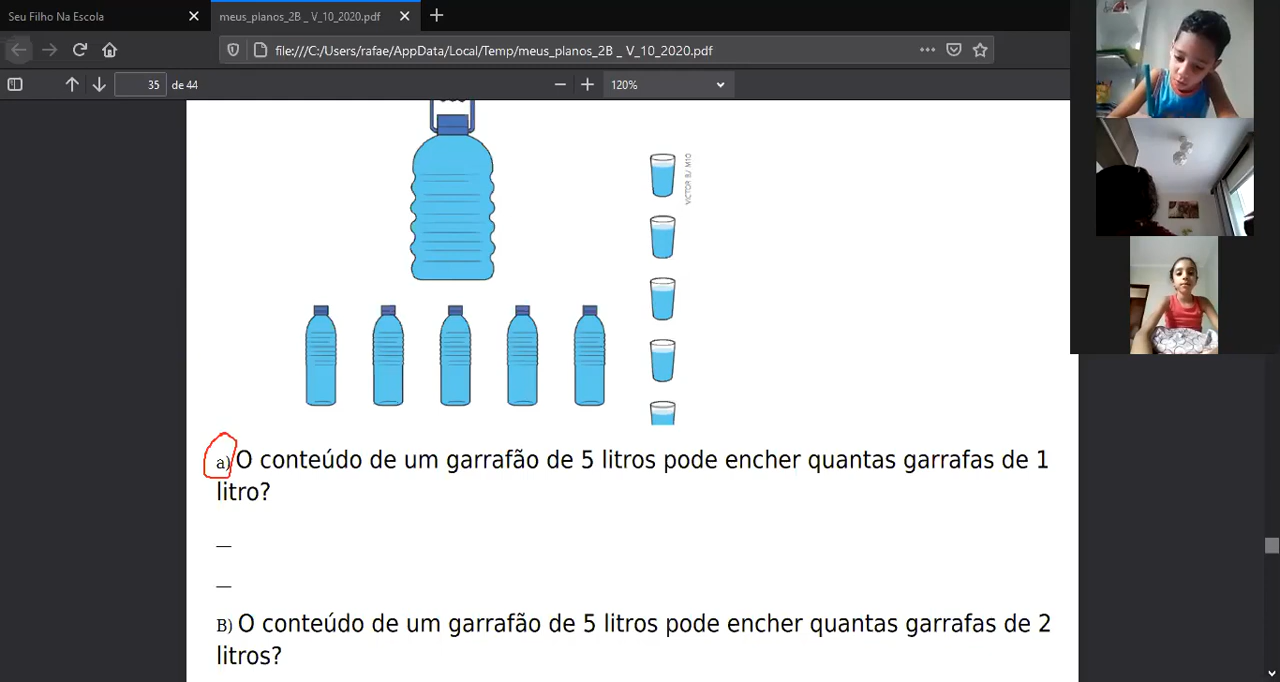 Seu Filho Na Escola
meus_planos_2B _ V_10_2020.pdf
file:///C:/Users/rafae/AppData/Local/Temp/meus_planos_2B _ V_10_2020.pdf
35 de 44
120%
VICTOR B/ M10
a) O conteúdo de um garrafão de 5 litros pode encher quantas garrafas de 1
litro?
B) O conteúdo de um garrafão de 5 litros pode encher quantas garrafas de 2
litros?